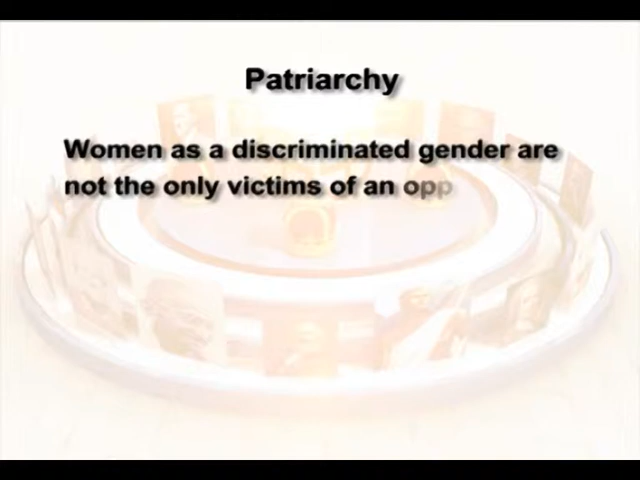 Patriarchy
Women as a discriminated gender are
not the only victims of an opp